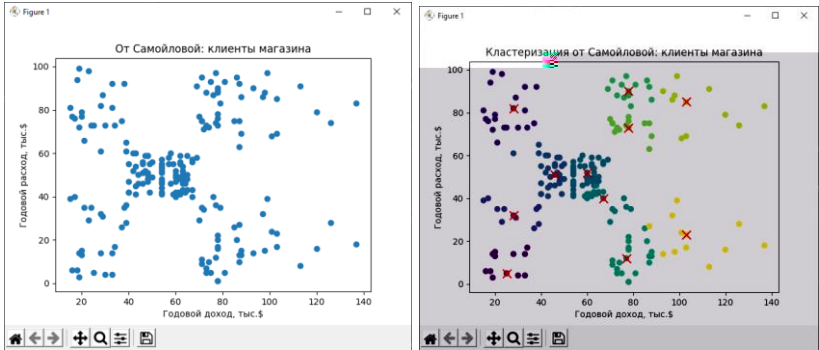 Figure 1
От Самойловой: клиенты магазина
Годовой расход, тыс.$
100
80
60
40
20
0
20 40 60 80 100 120 140
Годовой доход, тыс.$
Figure 1
Кластеризация от Самойловой: клиенты магазина
Годовой расход, тыс.$
100
80
60
40
20
0
20 40 60 80 100 120 140
Годовой доход, тыс.$